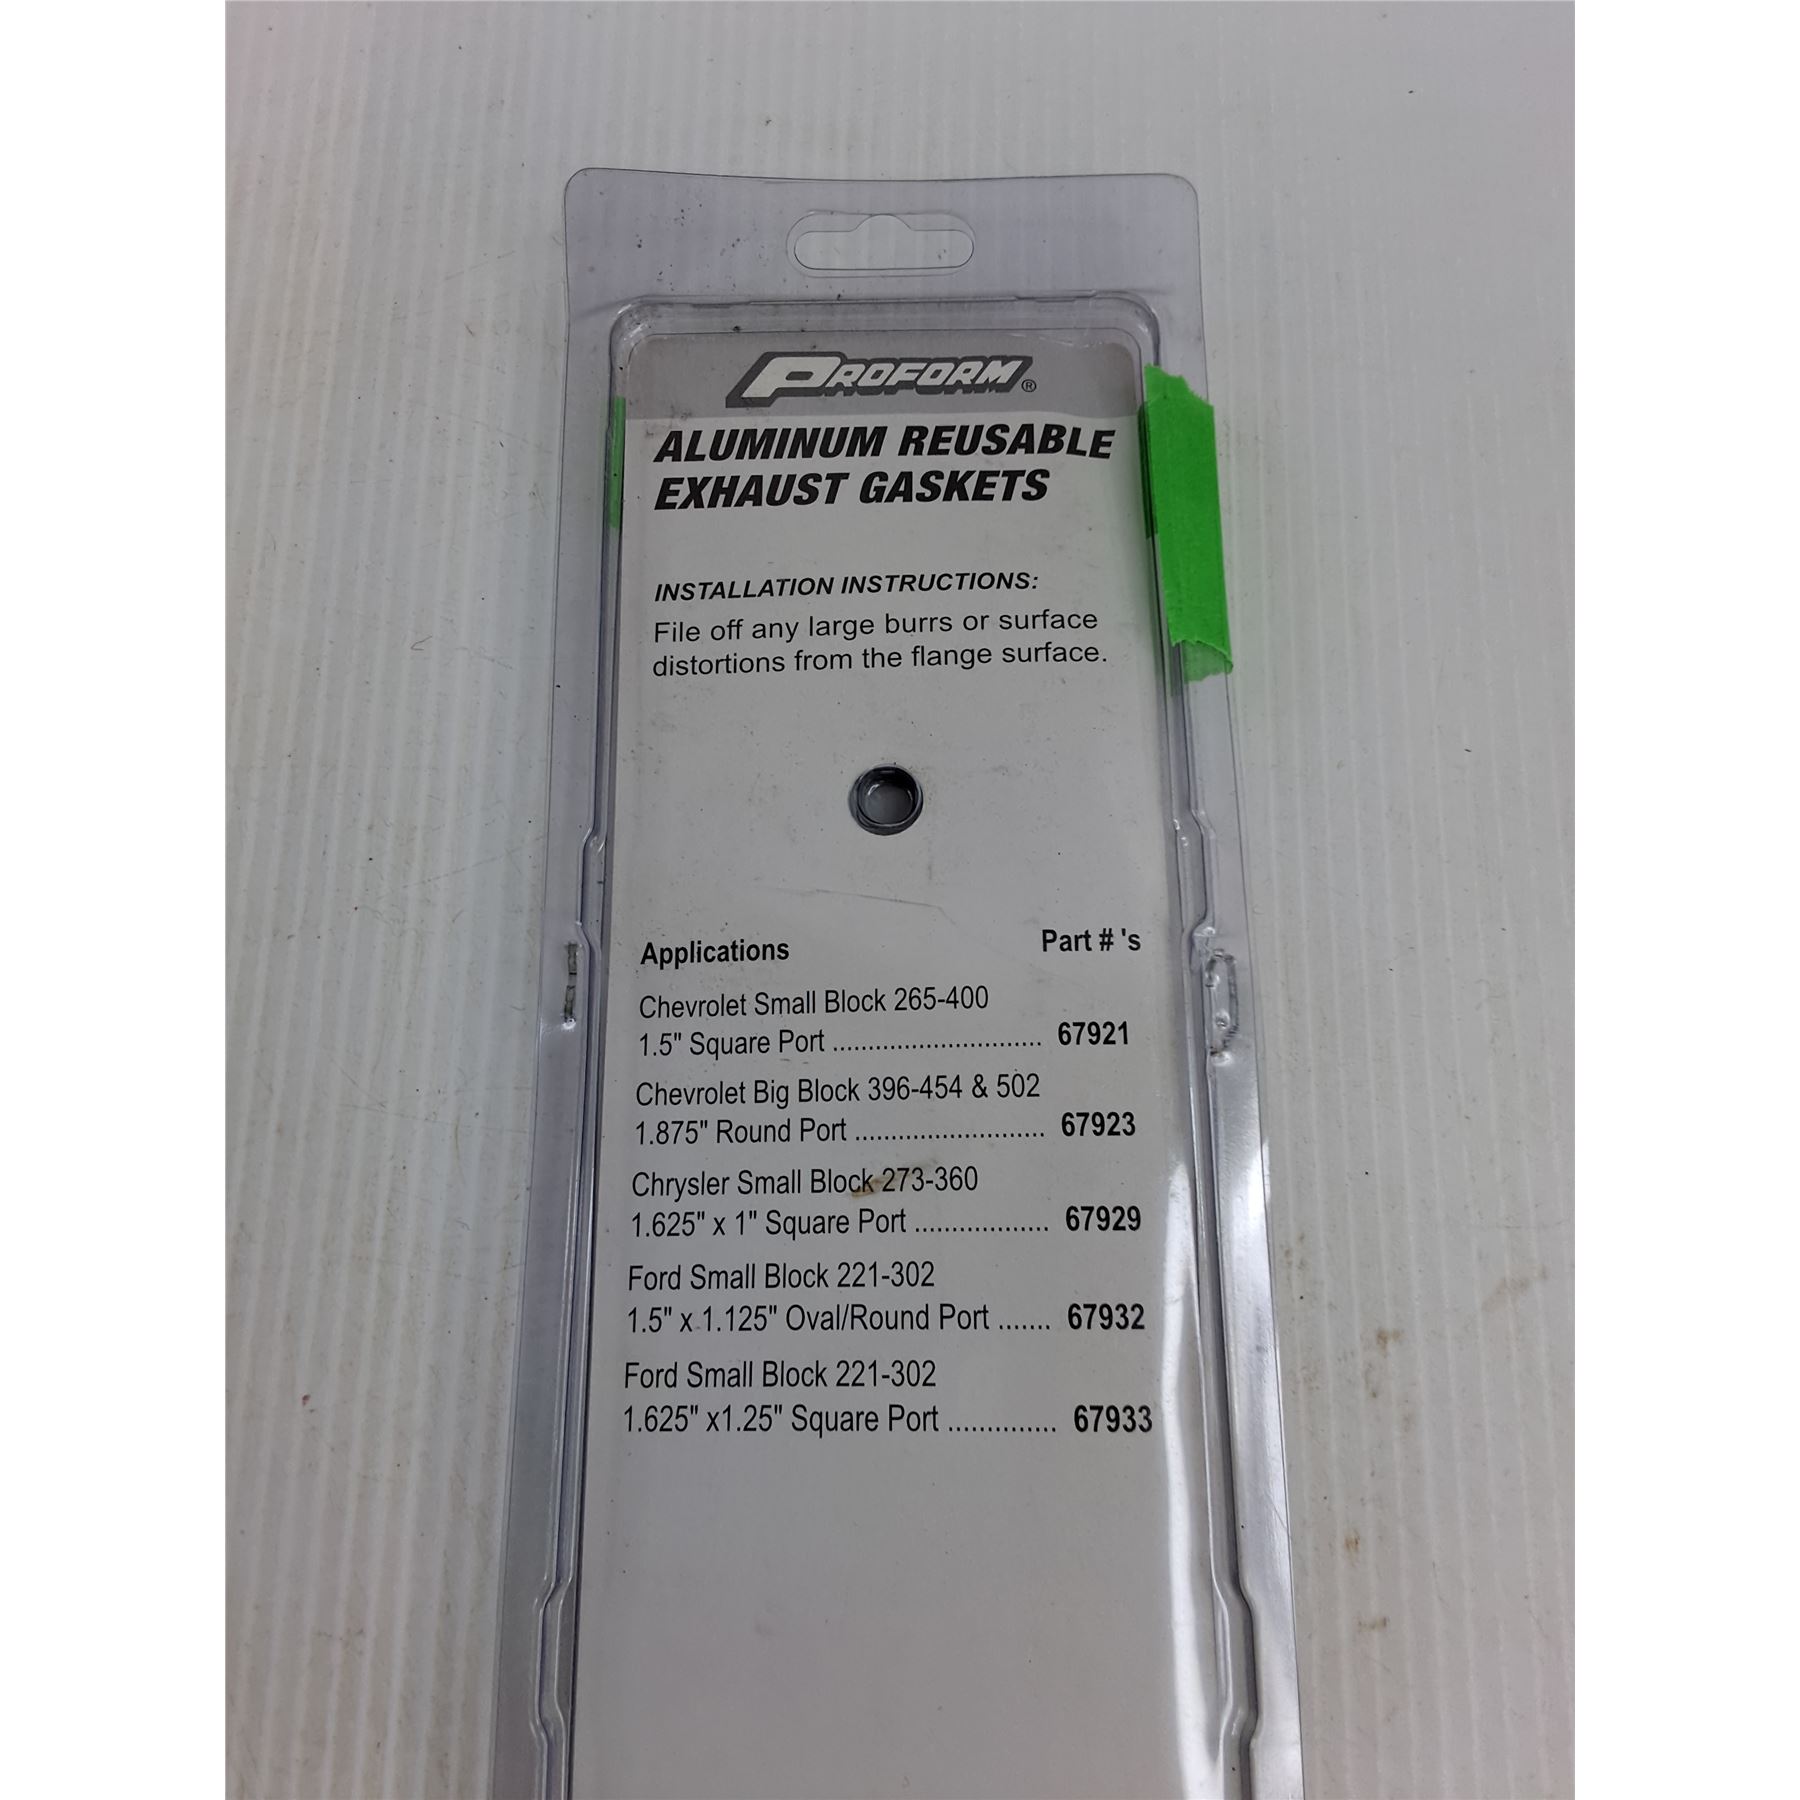 PROFORM®
ALUMINUM REUSABLE
EXHAUST GASKETS
INSTALLATION INSTRUCTIONS:
File off any large burrs or surface
distortions from the flange surface.
Applications Part # 's
Chevrolet Small Block 265-400
1.5" Square Port ............................. 67921
Chevrolet Big Block 396-454 & 502
1.875" Round Port .......................... 67923
Chrysler Small Block 273-360
1.625" x 1" Square Port .................. 67929
Ford Small Block 221-302
1.5" x 1.125" Oval/Round Port ....... 67932
Ford Small Block 221-302
1.625" x1.25" Square Port .............. 67933